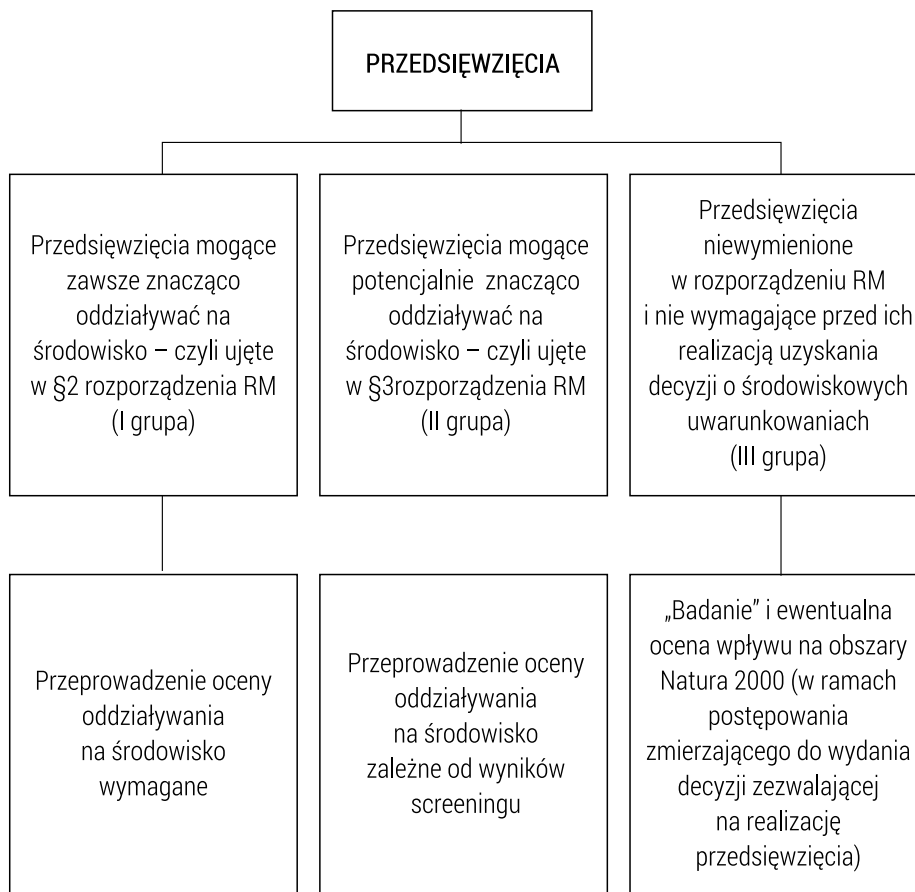 PRZEDSIĘWZIĘCIA
Przedsięwzięcia mogące
zawsze znacząco
oddziaływać na
środowisko – czyli ujęte
w §2 rozporządzenia RM
(I grupa)
Przedsięwzięcia mogące
potencjalnie znacząco
oddziaływać na
środowisko – czyli ujęte
w §3rozporządzenia RM
(II grupa)
Przedsięwzięcia
niewymienione
w rozporządzeniu RM
i nie wymagające przed ich
realizacją uzyskania
decyzji o środowiskowych
uwarunkowaniach
(III grupa)
Przeprowadzenie oceny
oddziaływania
na środowisko
wymagane
Przeprowadzenie oceny
oddziaływania
na środowisko
zależne od wyników
screeningu
„Badanie” i ewentualna
ocena wpływu na obszary
Natura 2000 (w ramach
postępowania
zmierzającego do wydania
decyzji zezwalającej
na realizację
przedsięwzięcia)